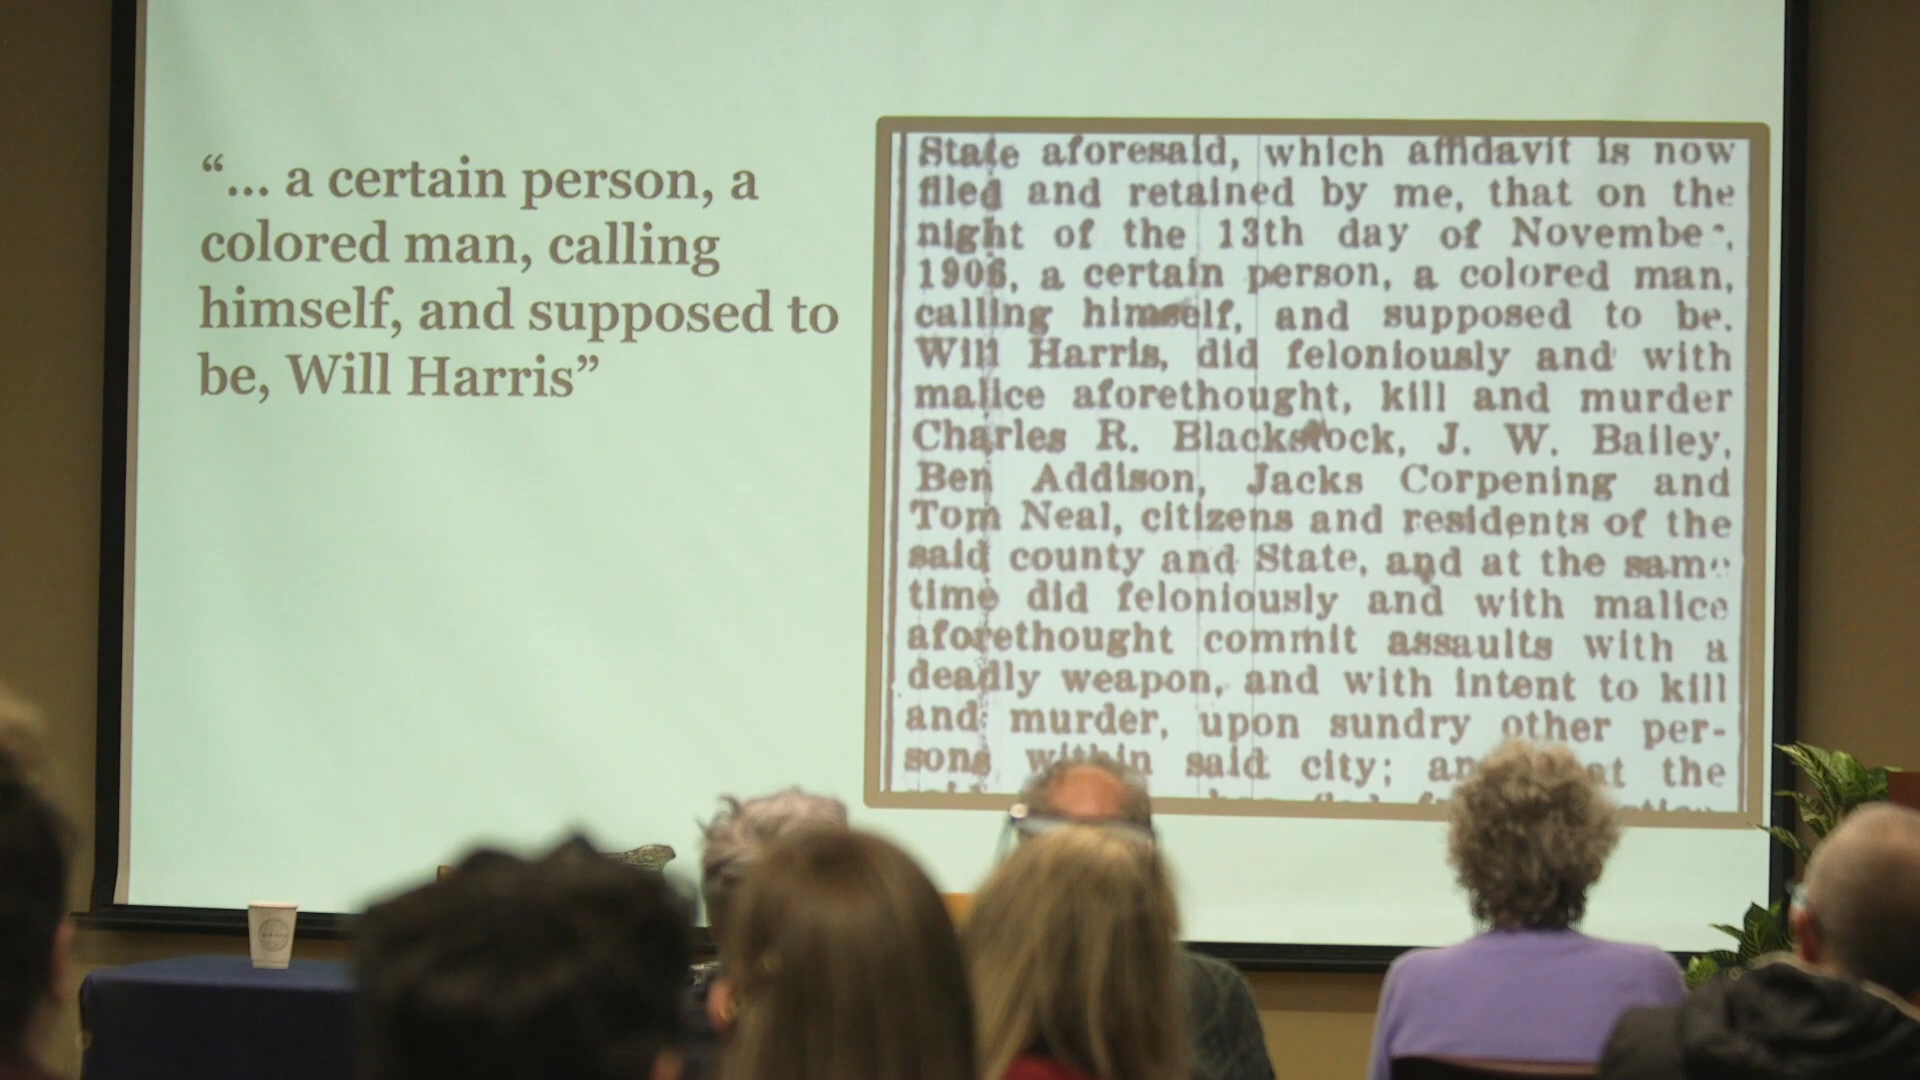 “... a certain person, a
colored man, calling
himself, and supposed to
be, Will Harris”
State aforesaid, which affidavit is now
filed and retained by me, that on the
night of the 13th day of November,
1906, a certain person, a colored man,
calling himself, and supposed to be.
Will Harris, did feloniously and with
malice aforethought, kill and murder
Charles R. Blackstock, J. W. Bailey,
Ben Addison, Jacks Corpening and
Tom Neal, citizens and residents of the
said county and State, and at the same
time did feloniously and with malice
aforethought commit assaults with a
deadly weapon, and with intent to kill
and murder, upon sundry other per-
sons within said city; and the